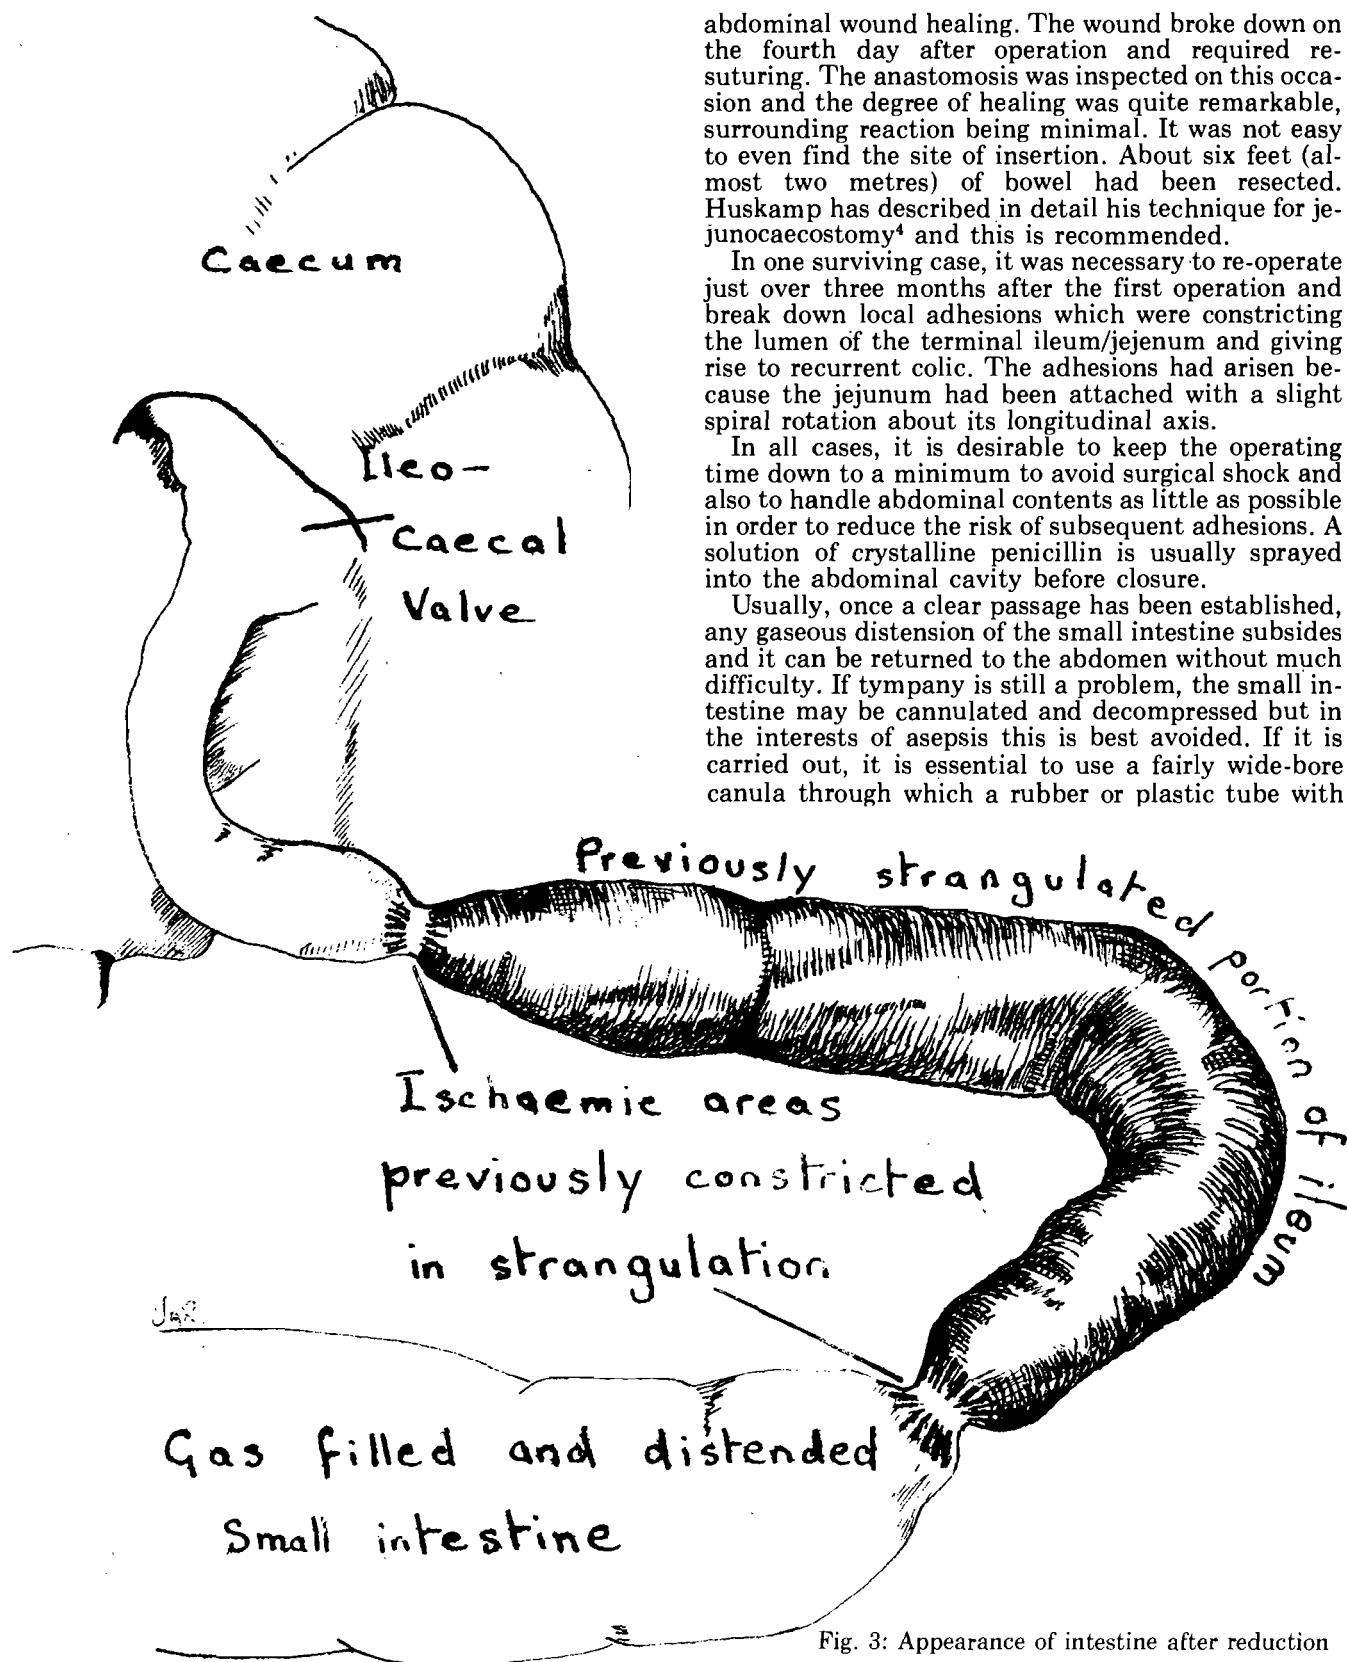 abdominal wound healing. The wound broke down on
the fourth day after operation and required re-
suturing. The anastomosis was inspected on this occa-
sion and the degree of healing was quite remarkable,
surrounding reaction being minimal. It was not easy
to even find the site of insertion. About six feet (al-
most two metres) of bowel had been resected.
Huskamp has described in detail his technique for je-
junocaecostomy⁴ and this is recommended.
In one surviving case, it was necessary to re-operate
just over three months after the first operation and
break down local adhesions which were constricting
the lumen of the terminal ileum/jejenum and giving
rise to recurrent colic. The adhesions had arisen be-
cause the jejunum had been attached with a slight
spiral rotation about its longitudinal axis.
In all cases, it is desirable to keep the operating
time down to a minimum to avoid surgical shock and
also to handle abdominal contents as little as possible
in order to reduce the risk of subsequent adhesions. A
solution of crystalline penicillin is usually sprayed
into the abdominal cavity before closure.
Usually, once a clear passage has been established,
any gaseous distension of the small intestine subsides
and it can be returned to the abdomen without much
difficulty. If tympany is still a problem, the small in-
testine may be cannulated and decompressed but in
the interests of asepsis this is best avoided. If it is
carried out, it is essential to use a fairly wide-bore
canula through which a rubber or plastic tube with
Caecum
Ileo-
Caecal
Valve
Previously strangulated portion of ileum
Ischaemic areas
previously constricted
in strangulation
Gas filled and distended
Small intestine
Fig. 3: Appearance of intestine after reduction